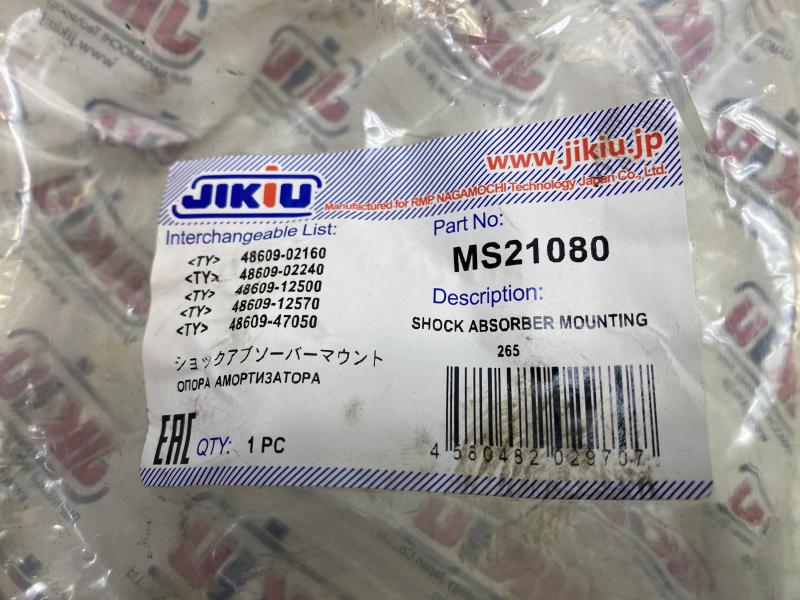 www.jikiu.jp
JIKIU
Manufactured for RMP NAGAMOCHI Technology Japan Co., Ltd.
Interchangeable List:
<TY> 48609-02160
<TY> 48609-02240
<TY> 48609-12500
<TY> 48609-12570
<TY> 48609-47050
Part No:
MS21080
Description:
SHOCK ABSORBER MOUNTING
265
ショックアブソーバーマウント
ОПОРА АМОРТИЗАТОРА
EAC QTY: 1 PC
4 580482 029707